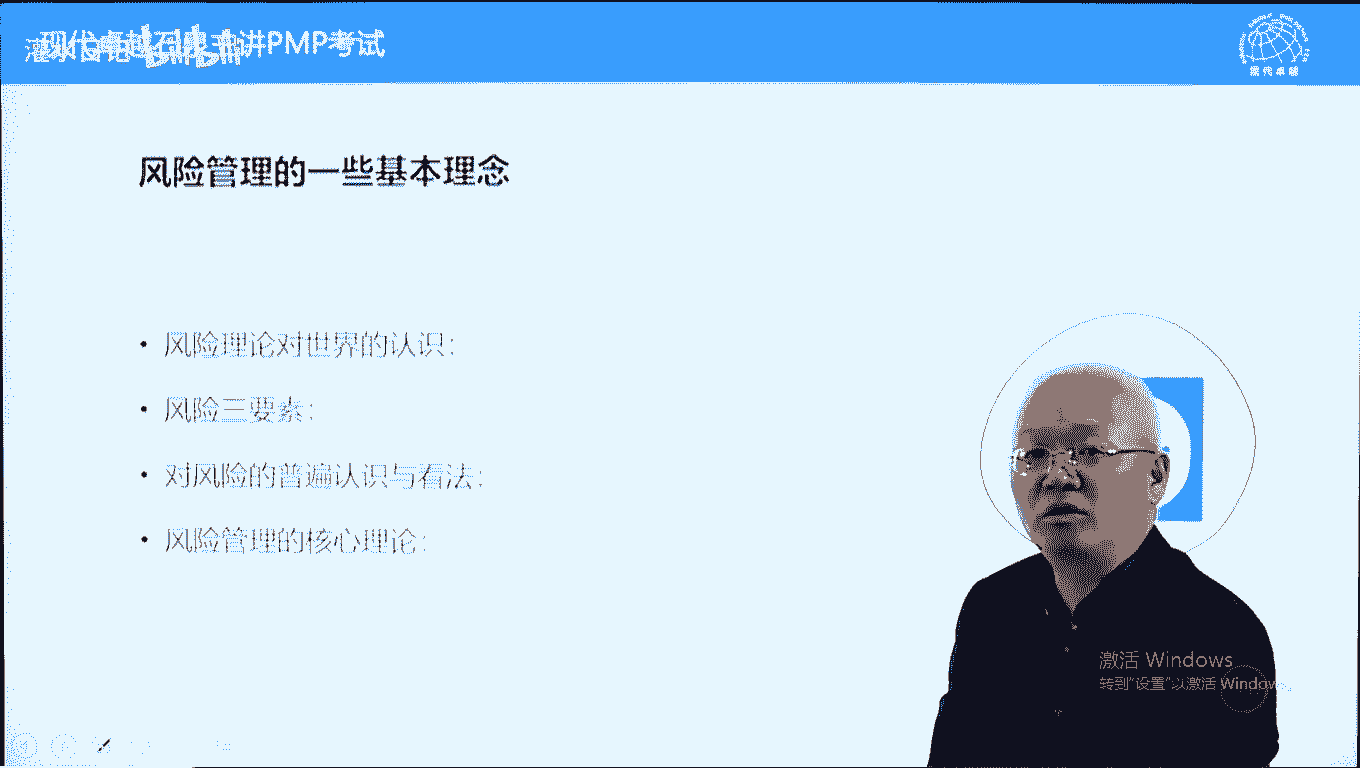 现代卓越石泉主讲PMP考试
bilibili
现代卓越
风险管理的一些基本理念
• 风险理论对世界的认识：
• 风险三要素：
• 对风险的普遍认识与看法：
• 风险管理的核心理论：
激活 Windows
转到"设置"以激活 Window